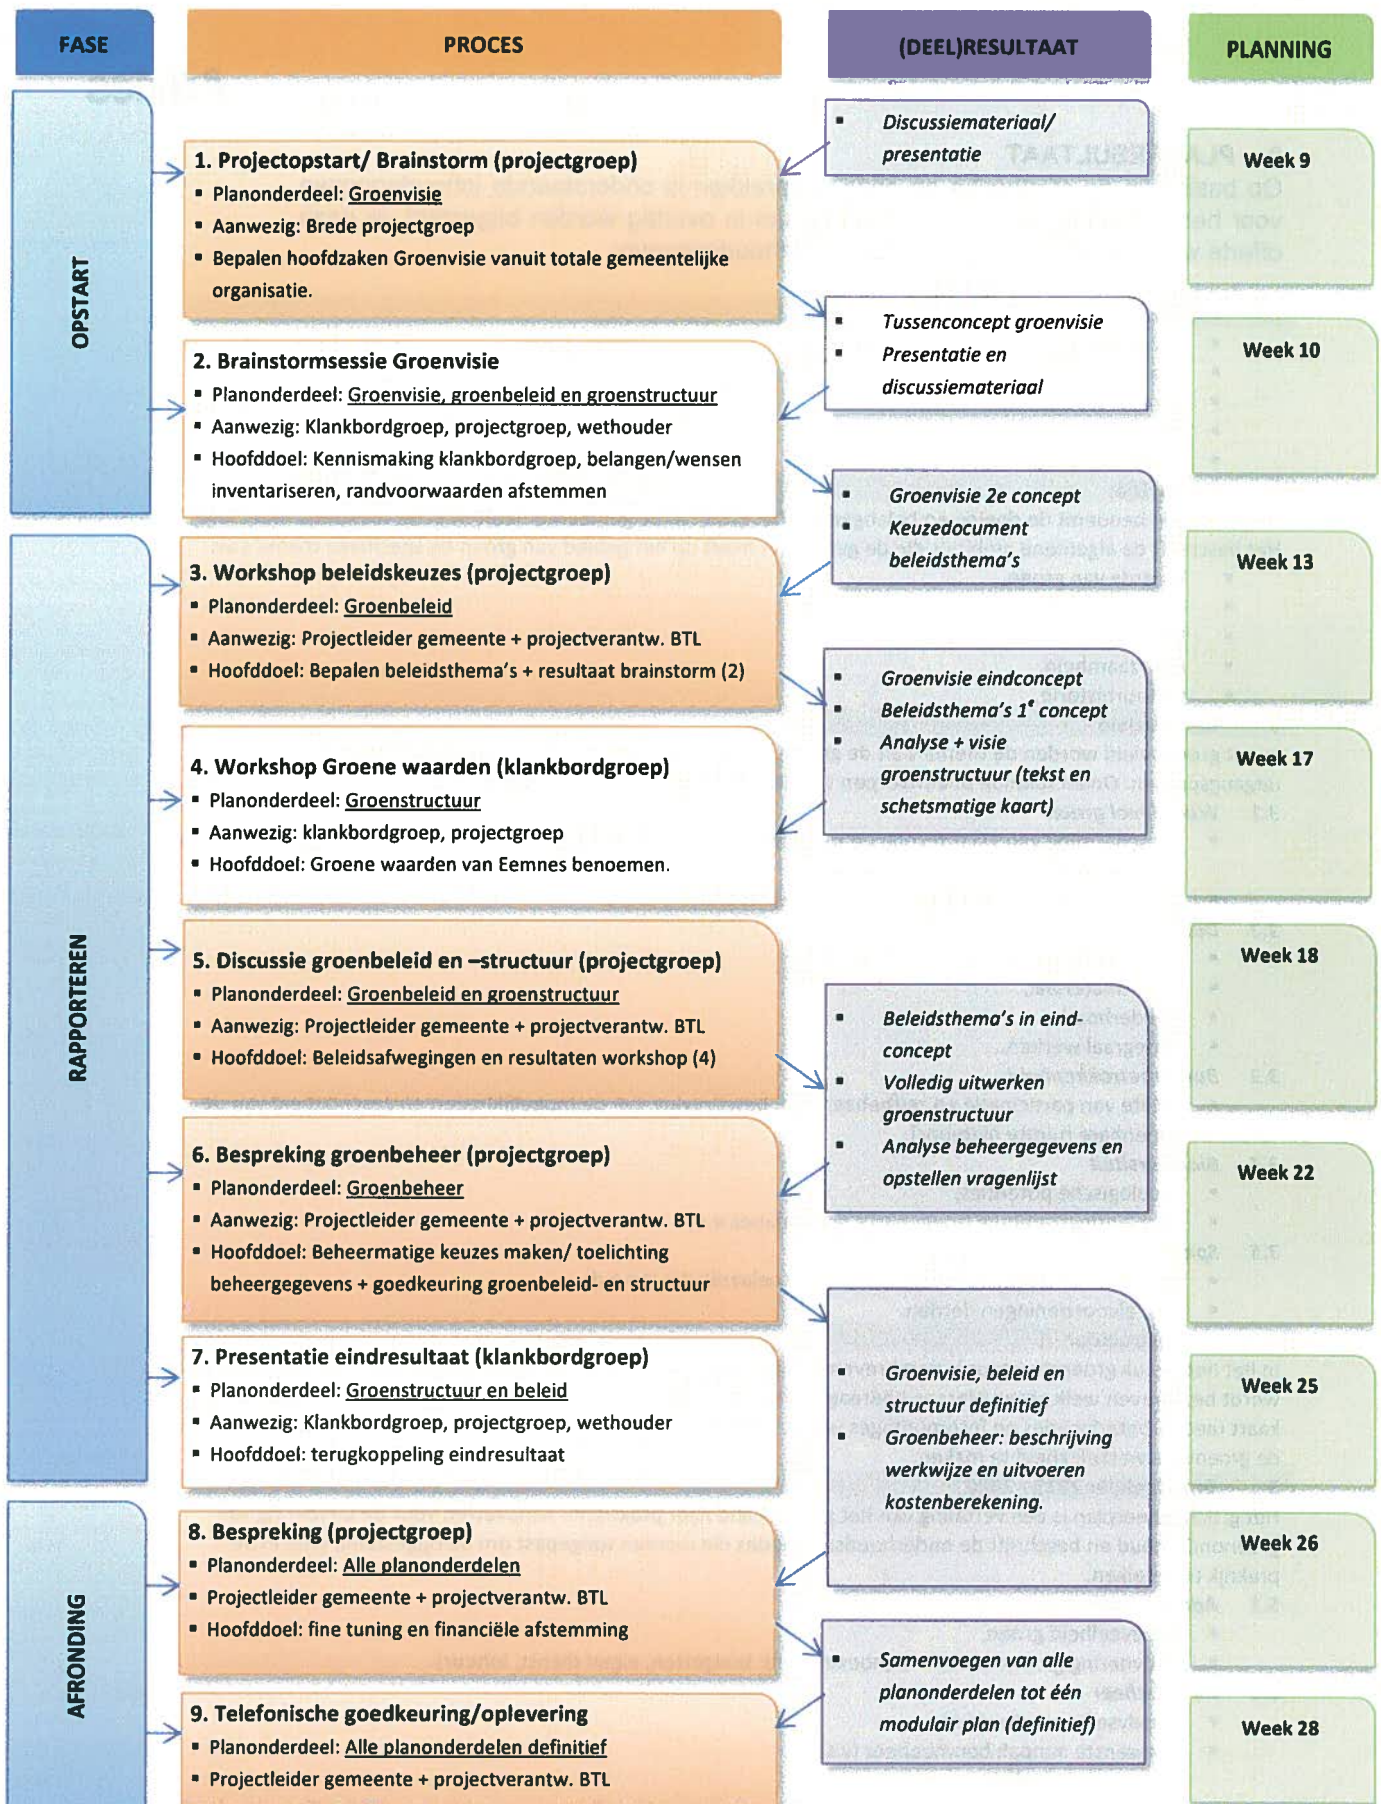 FASE
PROCES
(DEEL)RESULTAAT
PLANNING
OPSTART
1. Projectopstart/ Brainstorm (projectgroep)
▪ Planonderdeel: Groenvisie
▪ Aanwezig: Brede projectgroep
▪ Bepalen hoofdzaken Groenvisie vanuit totale gemeentelijke
organisatie.
▪ Discussiemateriaal/
presentatie
Week 9
2. Brainstormsessie Groenvisie
▪ Planonderdeel: Groenvisie, groenbeleid en groenstructuur
▪ Aanwezig: Klankbordgroep, projectgroep, wethouder
▪ Hoofddoel: Kennismaking klankbordgroep, belangen/wensen
inventariseren, randvoorwaarden afstemmen
▪ Tussenconcept groenvisie
▪ Presentatie en
discussiemateriaal
Week 10
RAPPORTEREN
3. Workshop beleidskeuzes (projectgroep)
▪ Planonderdeel: Groenbeleid
▪ Aanwezig: Projectleider gemeente + projectverantw. BTL
▪ Hoofddoel: Bepalen beleidsthema's + resultaat brainstorm (2)
▪ Groenvisie 2e concept
▪ Keuzedocument
beleidsthema's
Week 13
4. Workshop Groene waarden (klankbordgroep)
▪ Planonderdeel: Groenstructuur
▪ Aanwezig: klankbordgroep, projectgroep
▪ Hoofddoel: Groene waarden van Eemnes benoemen.
▪ Groenvisie eindconcept
▪ Beleidsthema's 1e concept
▪ Analyse + visie
groenstructuur (tekst en
schetsmatige kaart)
Week 17
5. Discussie groenbeleid en –structuur (projectgroep)
▪ Planonderdeel: Groenbeleid en groenstructuur
▪ Aanwezig: Projectleider gemeente + projectverantw. BTL
▪ Hoofddoel: Beleidsafwegingen en resultaten workshop (4)
Week 18
6. Bespreking groenbeheer (projectgroep)
▪ Planonderdeel: Groenbeheer
▪ Aanwezig: Projectleider gemeente + projectverantw. BTL
▪ Hoofddoel: Beheermatige keuzes maken/ toelichting
beheergegevens + goedkeuring groenbeleid- en structuur
▪ Beleidsthema's in eind-
concept
▪ Volledig uitwerken
groenstructuur
▪ Analyse beheergegevens en
opstellen vragenlijst
Week 22
7. Presentatie eindresultaat (klankbordgroep)
▪ Planonderdeel: Groenstructuur en beleid
▪ Aanwezig: Klankbordgroep, projectgroep, wethouder
▪ Hoofddoel: terugkoppeling eindresultaat
▪ Groenvisie, beleid en
structuur definitief
▪ Groenbeheer: beschrijving
werkwijze en uitvoeren
kostenberekening.
Week 25
AFRONDING
8. Bespreking (projectgroep)
▪ Planonderdeel: Alle planonderdelen
▪ Projectleider gemeente + projectverantw. BTL
▪ Hoofddoel: fine tuning en financiële afstemming
Week 26
9. Telefonische goedkeuring/oplevering
▪ Planonderdeel: Alle planonderdelen definitief
▪ Projectleider gemeente + projectverantw. BTL
▪ Samenvoegen van alle
planonderdelen tot één
modulair plan (definitief)
Week 28